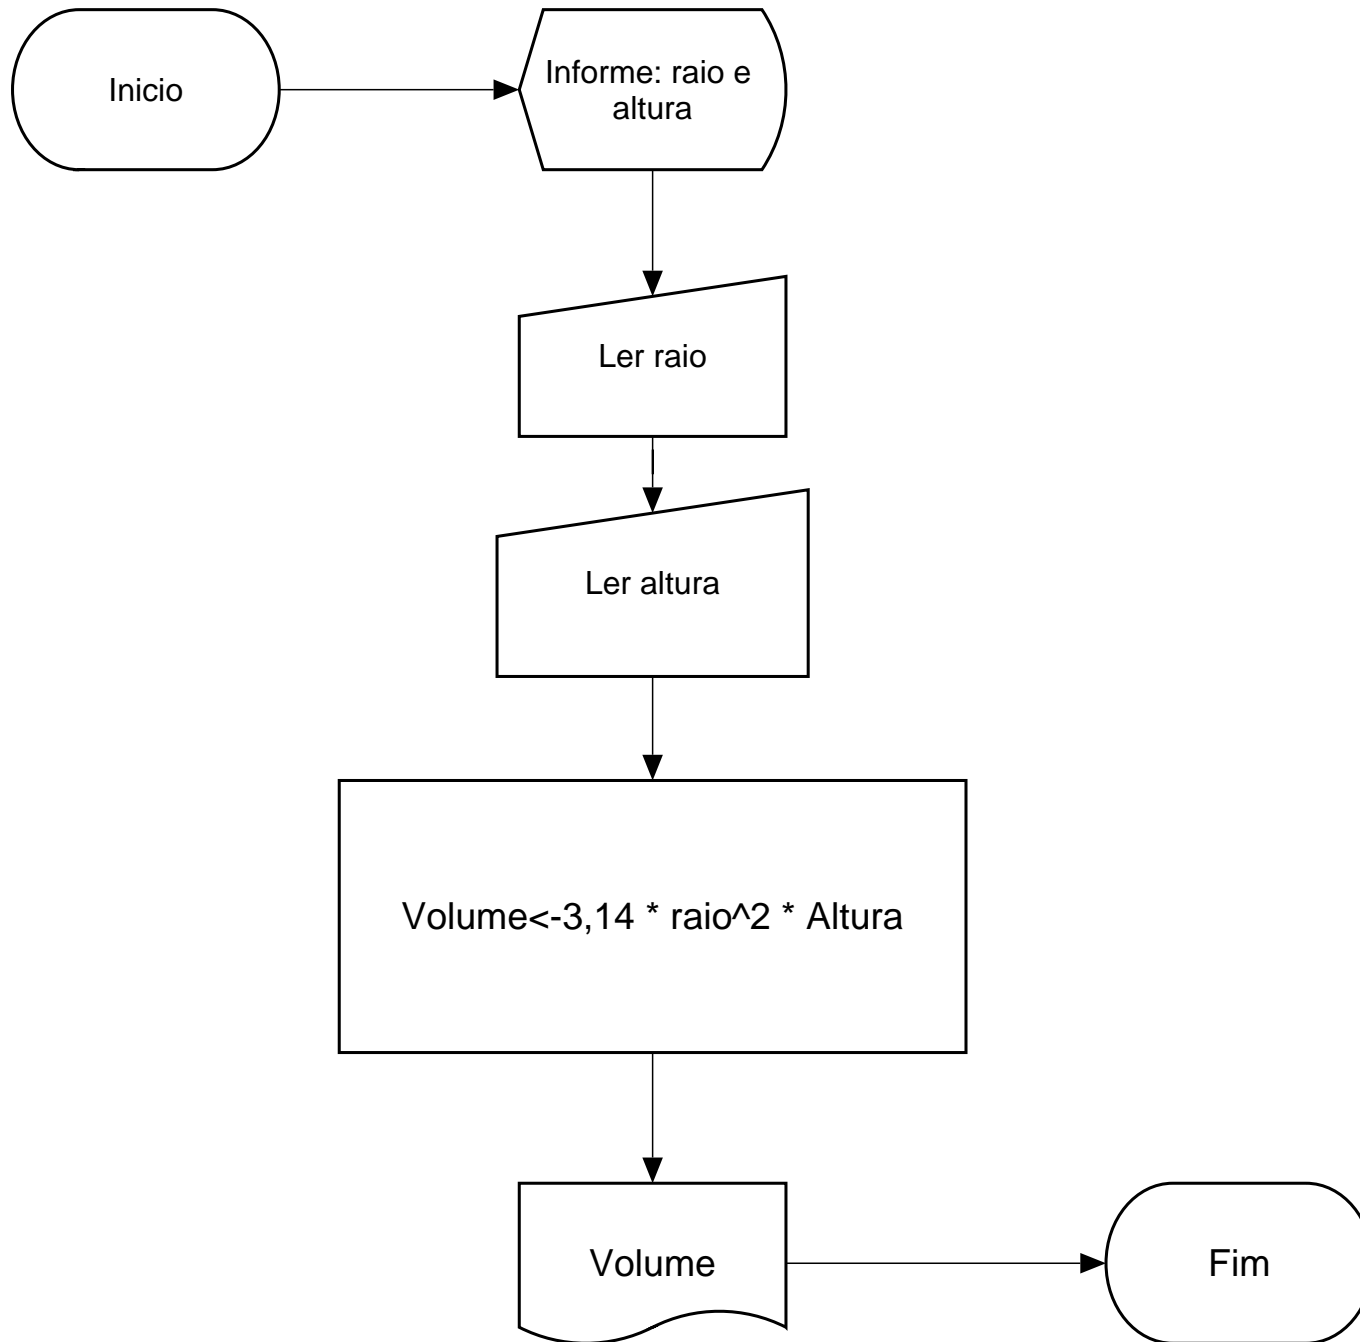 Inicio
Informe: raio e
altura
Ler raio
Ler altura
Volume<-3,14 * raio^2 * Altura
Volume
Fim